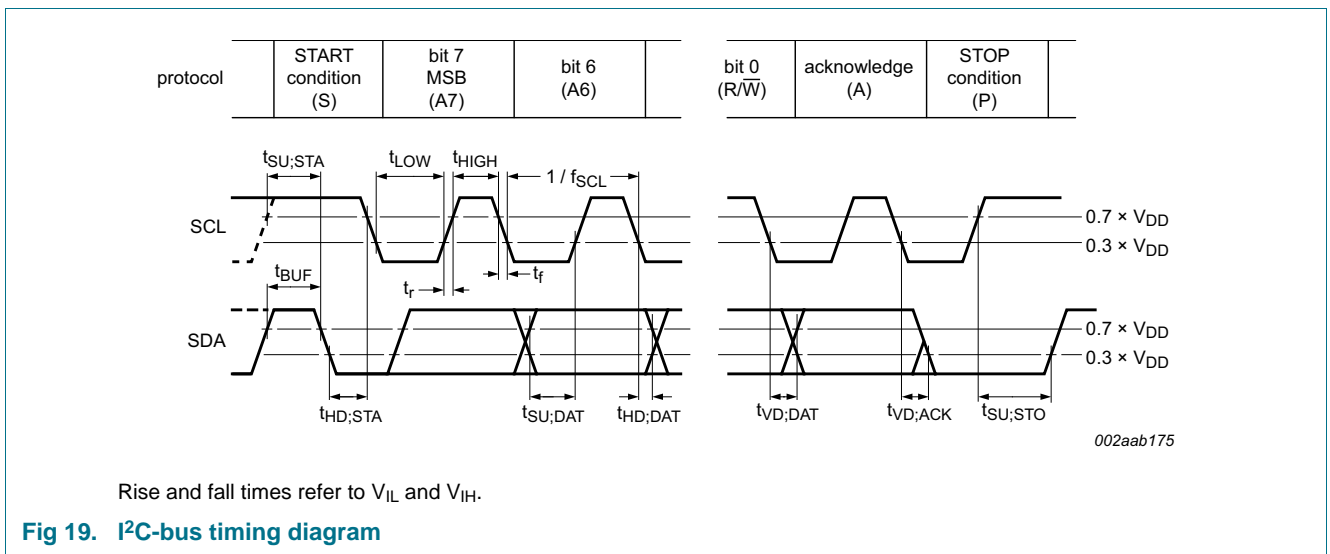 protocol
START
condition
(S)
bit 7
MSB
(A7)
bit 6
(A6)
bit 0
(R/W̅)
acknowledge
(A)
STOP
condition
(P)
tSU;STA
tLOW
tHIGH
1 / fSCL
SCL
0.7 × VDD
0.3 × VDD
tBUF
tr
tf
SDA
0.7 × VDD
0.3 × VDD
tHD;STA
tSU;DAT
tHD;DAT
tVD;DAT
tVD;ACK
tSU;STO
002aab175
Rise and fall times refer to VIL and VIH.
Fig 19. I²C-bus timing diagram